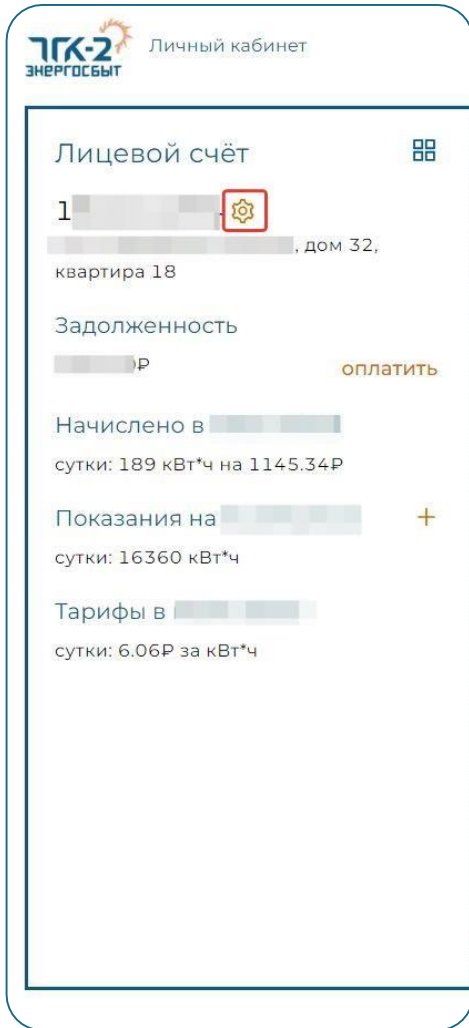 ТГК-2
ЭНЕРГОСБЫТ
Личный кабинет
Лицевой счёт
1
, дом 32,
квартира 18
Задолженность
₽
оплатить
Начислено в
сутки: 189 кВт*ч на 1145.34₽
Показания на
+
сутки: 16360 кВт*ч
Тарифы в
сутки: 6.06₽ за кВт*ч